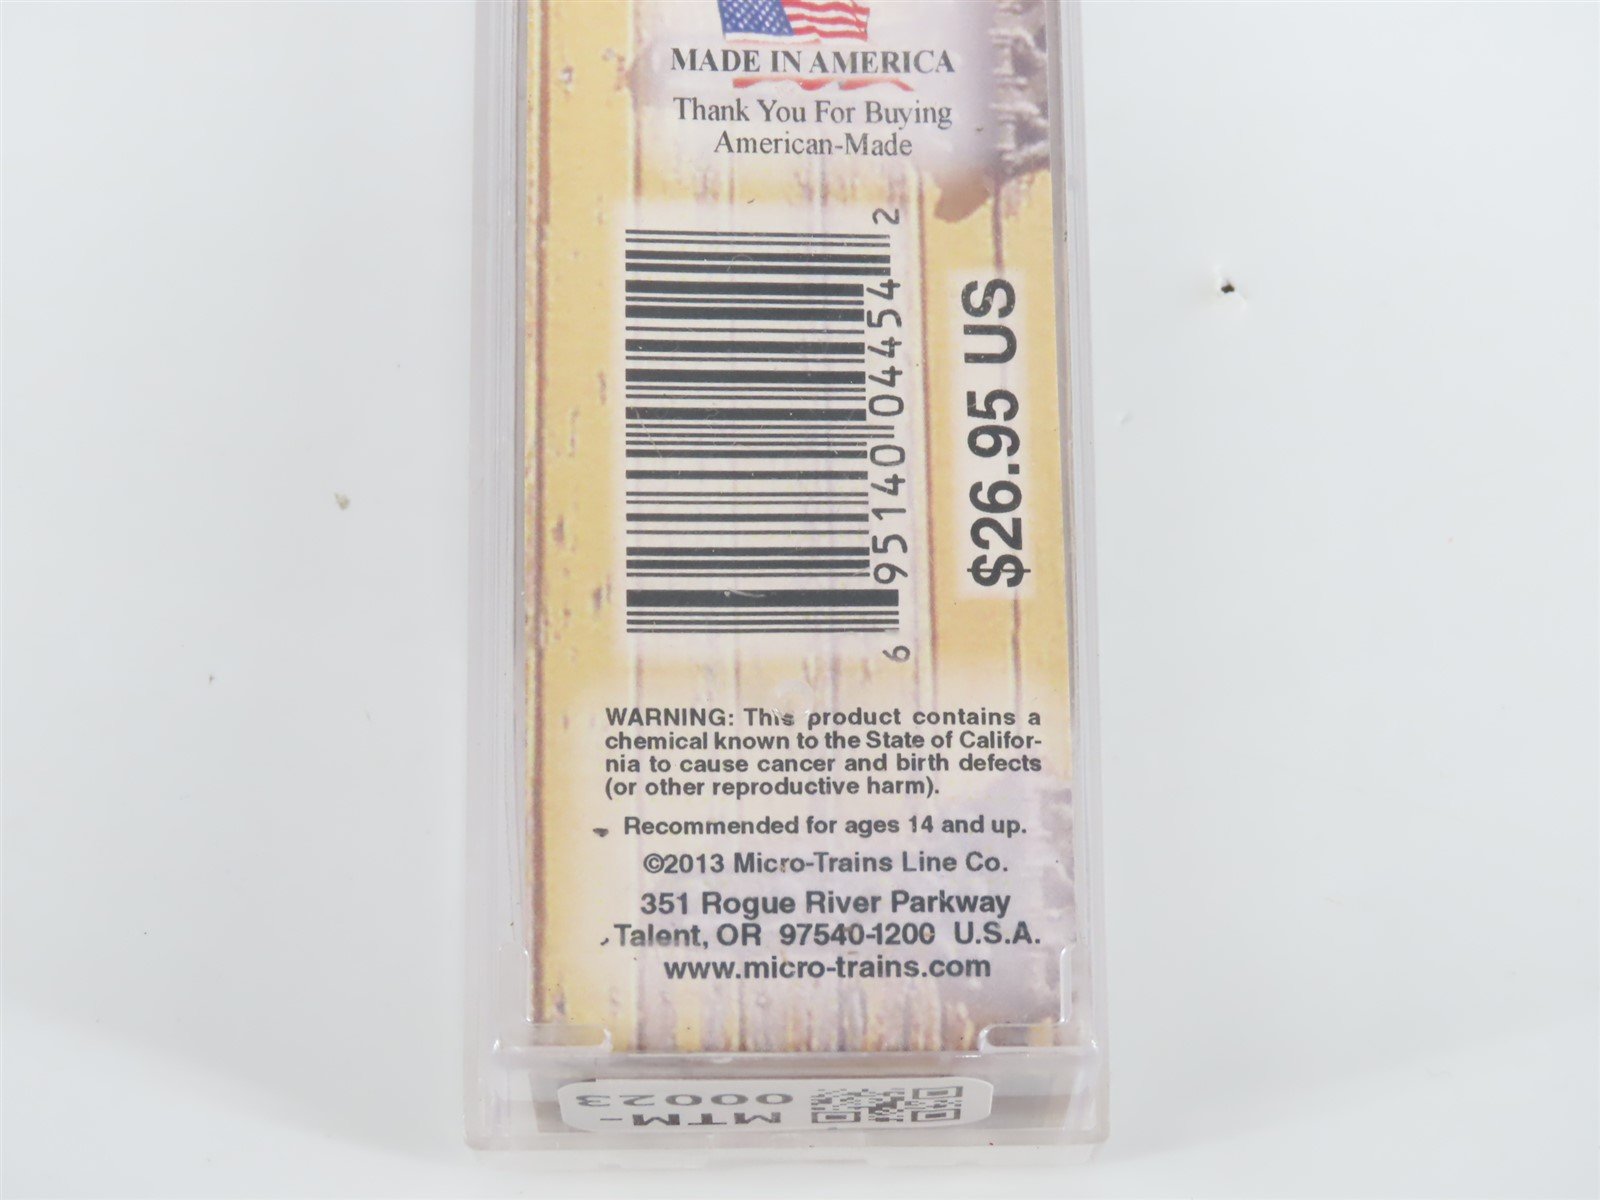 MADE IN AMERICA
Thank You For Buying
American-Made
6 95140 04454 2
$26.95 US
WARNING: This product contains a
chemical known to the State of Califor-
nia to cause cancer and birth defects
(or other reproductive harm).
Recommended for ages 14 and up.
©2013 Micro-Trains Line Co.
351 Rogue River Parkway
Talent, OR 97540-1200 U.S.A.
www.micro-trains.com
MTM-
00023